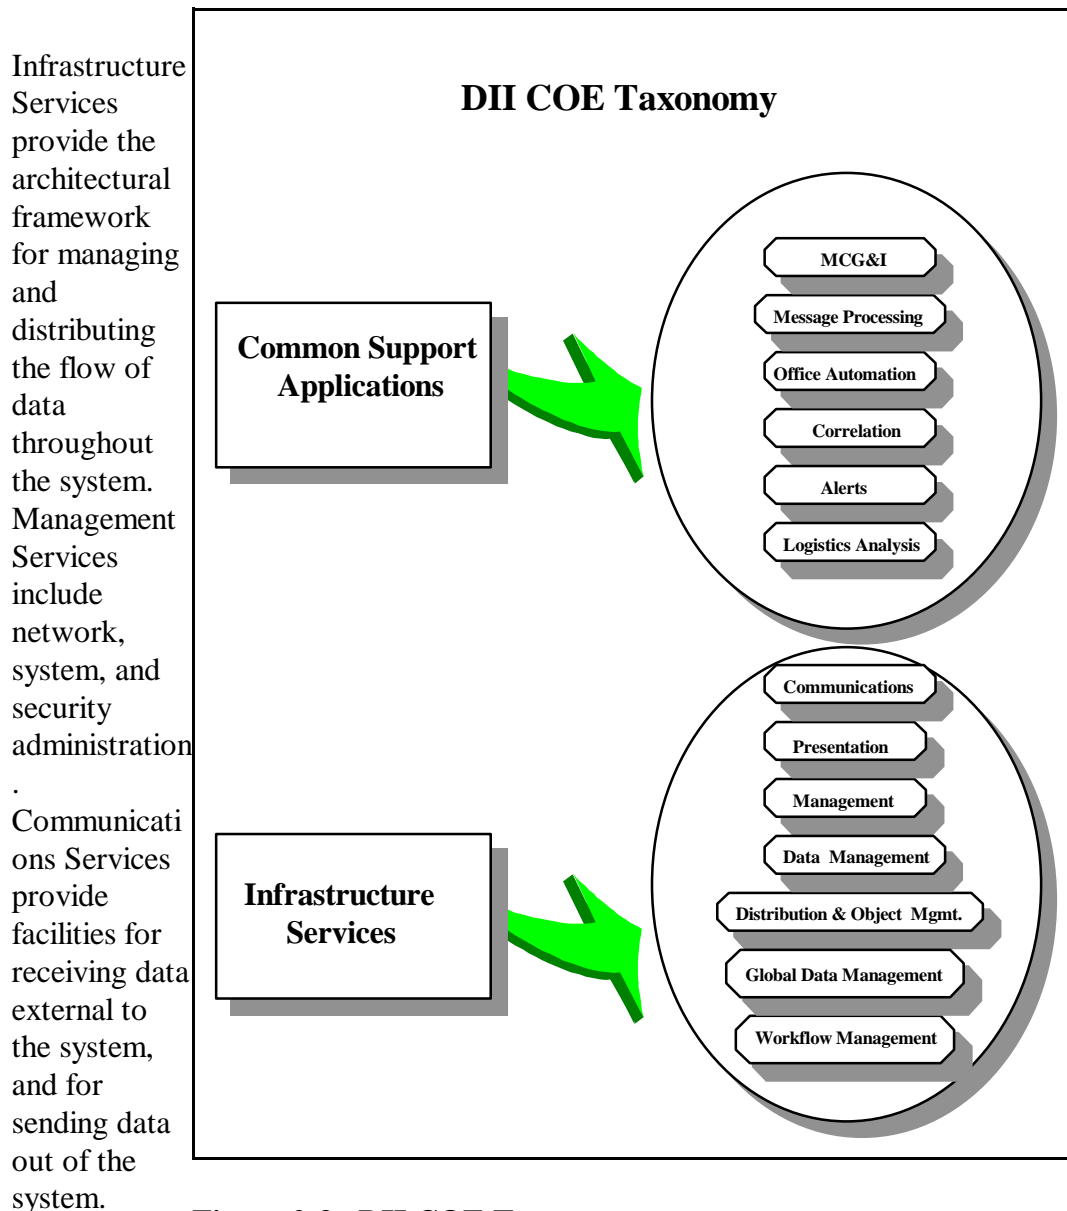 Infrastructure
Services
provide the
architectural
framework
for managing
and
distributing
the flow of
data
throughout
the system.
Management
Services
include
network,
system, and
security
administration
.
Communicati
ons Services
provide
facilities for
receiving data
external to
the system,
and for
sending data
out of the
system.
DII COE Taxonomy
Common Support
Applications
MCG&I
Message Processing
Office Automation
Correlation
Alerts
Logistics Analysis
Infrastructure
Services
Communications
Presentation
Management
Data Management
Distribution & Object Mgmt.
Global Data Management
Workflow Management